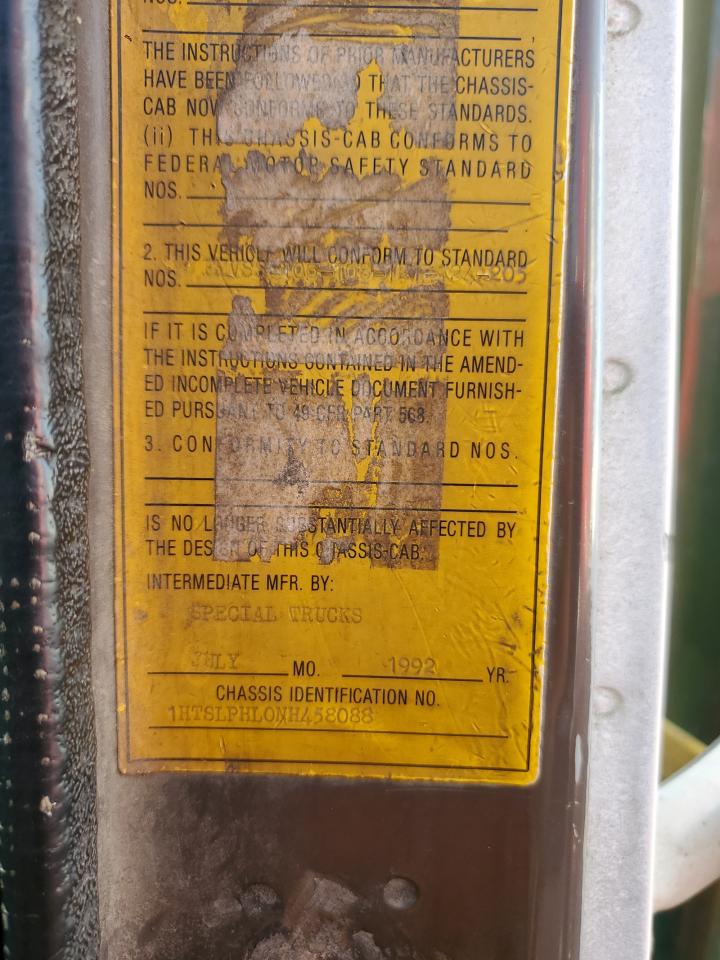 NOS.
THE INSTRUCTIONS OF PRIOR MANUFACTURERS
HAVE BEEN FOLLOWED SO THAT THE CHASSIS-
CAB NOW CONFORMS TO THESE STANDARDS.
(ii) THIS CHASSIS-CAB CONFORMS TO
FEDERAL MOTOR SAFETY STANDARD
NOS.
2. THIS VEHICLE WILL CONFORM TO STANDARD
NOS.
IF IT IS COMPLETED IN ACCORDANCE WITH
THE INSTRUCTIONS CONTAINED IN THE AMEND-
ED INCOMPLETE VEHICLE DOCUMENT FURNISH-
ED PURSUANT TO 49 CFR PART 568.
3. CONFORMITY TO STANDARD NOS.
IS NO LONGER SUBSTANTIALLY AFFECTED BY
THE DESIGN OF THIS CHASSIS-CAB.
INTERMEDIATE MFR. BY:
SPECIAL TRUCKS
JULY MO. 1992 YR.
CHASSIS IDENTIFICATION NO.
1HTSLPHLONH458088